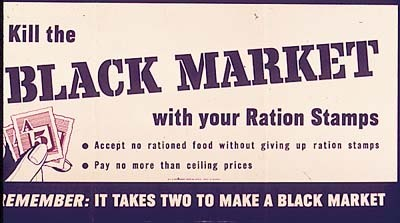 Kill the
BLACK MARKET
with your Ration Stamps
• Accept no rationed food without giving up ration stamps
• Pay no more than ceiling prices
A
5
REMEMBER: IT TAKES TWO TO MAKE A BLACK MARKET